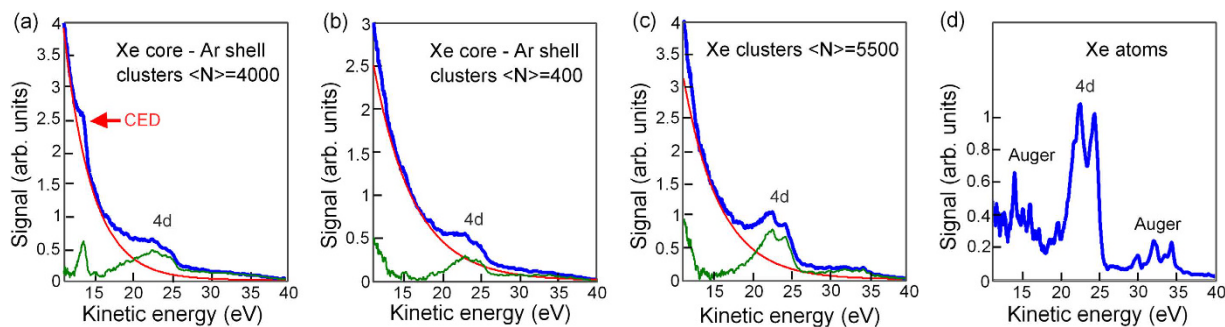 (a)
Xe core - Ar shell
clusters <N>=4000
CED
4d
4
3.5
3
2.5
2
1.5
1
0.5
0
15 20 25 30 35 40
Kinetic energy (eV)
Signal (arb. units)
(b)
Xe core - Ar shell
clusters <N>=400
4d
3
2.5
2
1.5
1
0.5
0
15 20 25 30 35 40
Kinetic energy (eV)
Signal (arb. units)
(c)
Xe clusters <N>=5500
4d
4
3.5
3
2.5
2
1.5
1
0.5
0
15 20 25 30 35 40
Kinetic energy (eV)
Signal (arb. units)
(d)
Xe atoms
4d
Auger
Auger
1
0.8
0.6
0.4
0.2
0
15 20 25 30 35 40
Kinetic energy (eV)
Signal (arb. units)